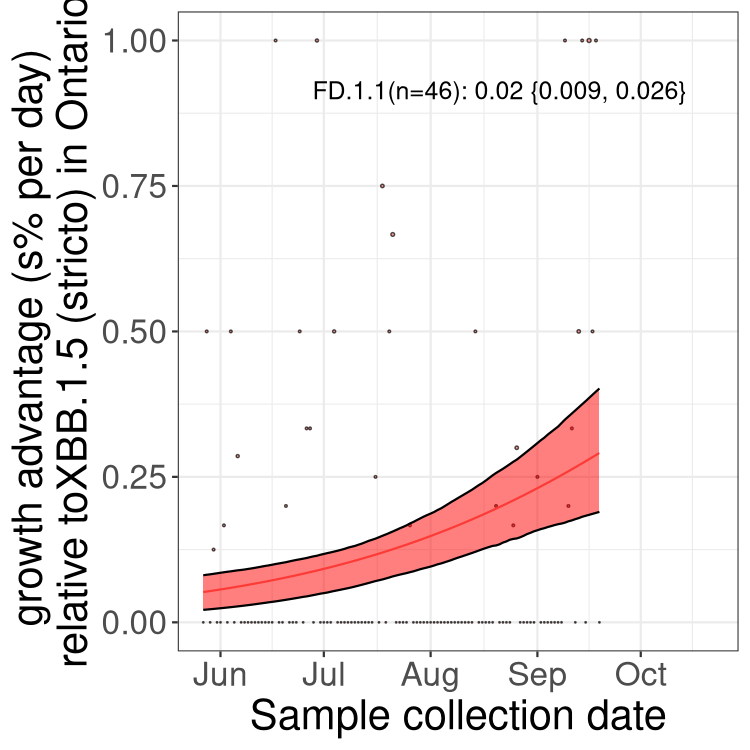 growth advantage (s% per day)
relative toXBB.1.5 (stricto) in Ontario
1.00
0.75
0.50
0.25
0.00
FD.1.1(n=46): 0.02 {0.009, 0.026}
Jun Jul Aug Sep Oct
Sample collection date